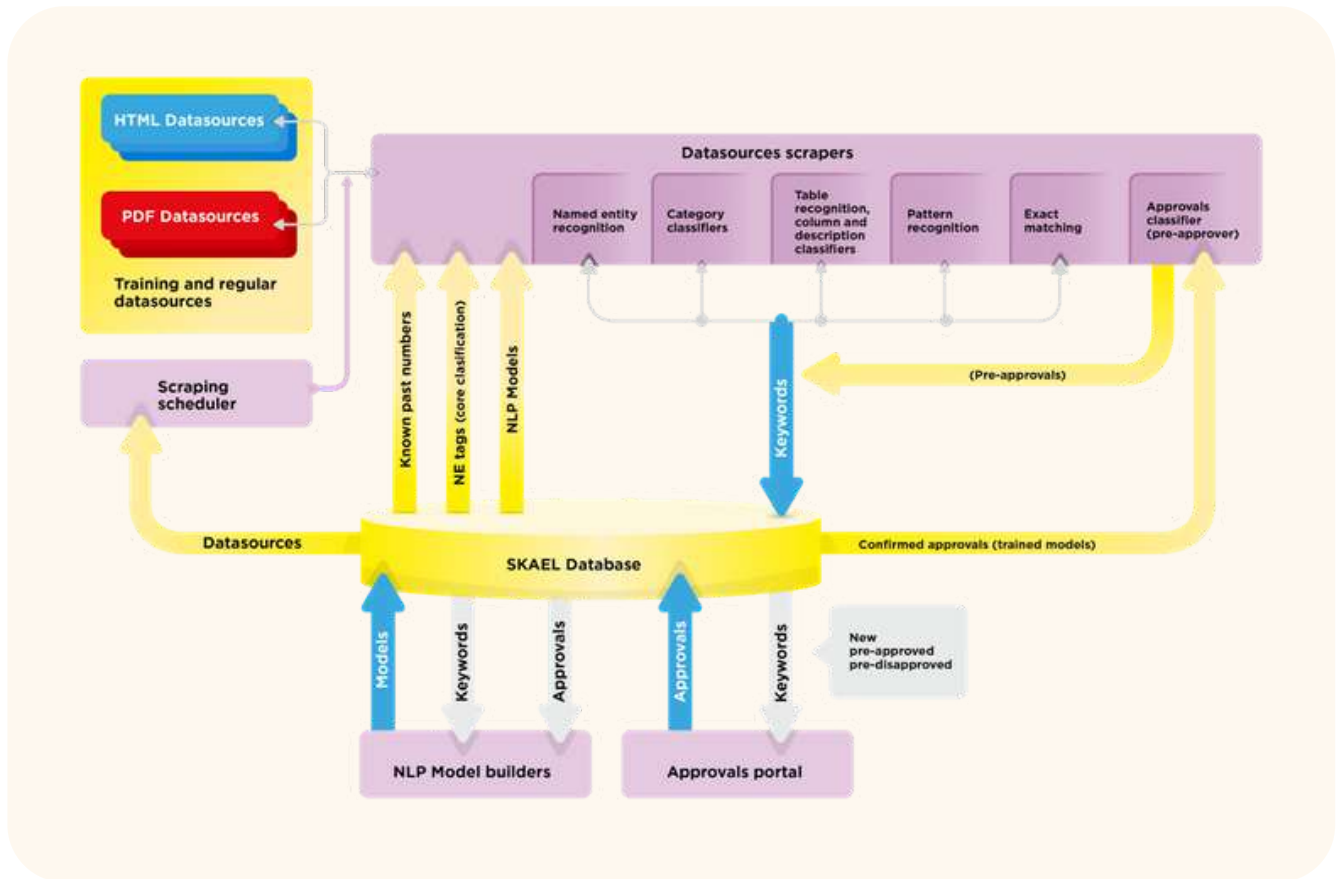 HTML Datasources
PDF Datasources
Training and regular
datasources
Scraping
scheduler
Datasources scrapers
Named entity
recognition
Category
classifiers
Table
recognition,
column and
description
classifiers
Pattern
recognition
Exact
matching
Approvals
classifier
(pre-approver)
Known past numbers
NE tags (core clasification)
NLP Models
Keywords
(Pre-approvals)
Datasources
SKAEL Database
Confirmed approvals (trained models)
Models
Keywords
Approvals
Approvals
Keywords
New
pre-approved
pre-disapproved
NLP Model builders
Approvals portal